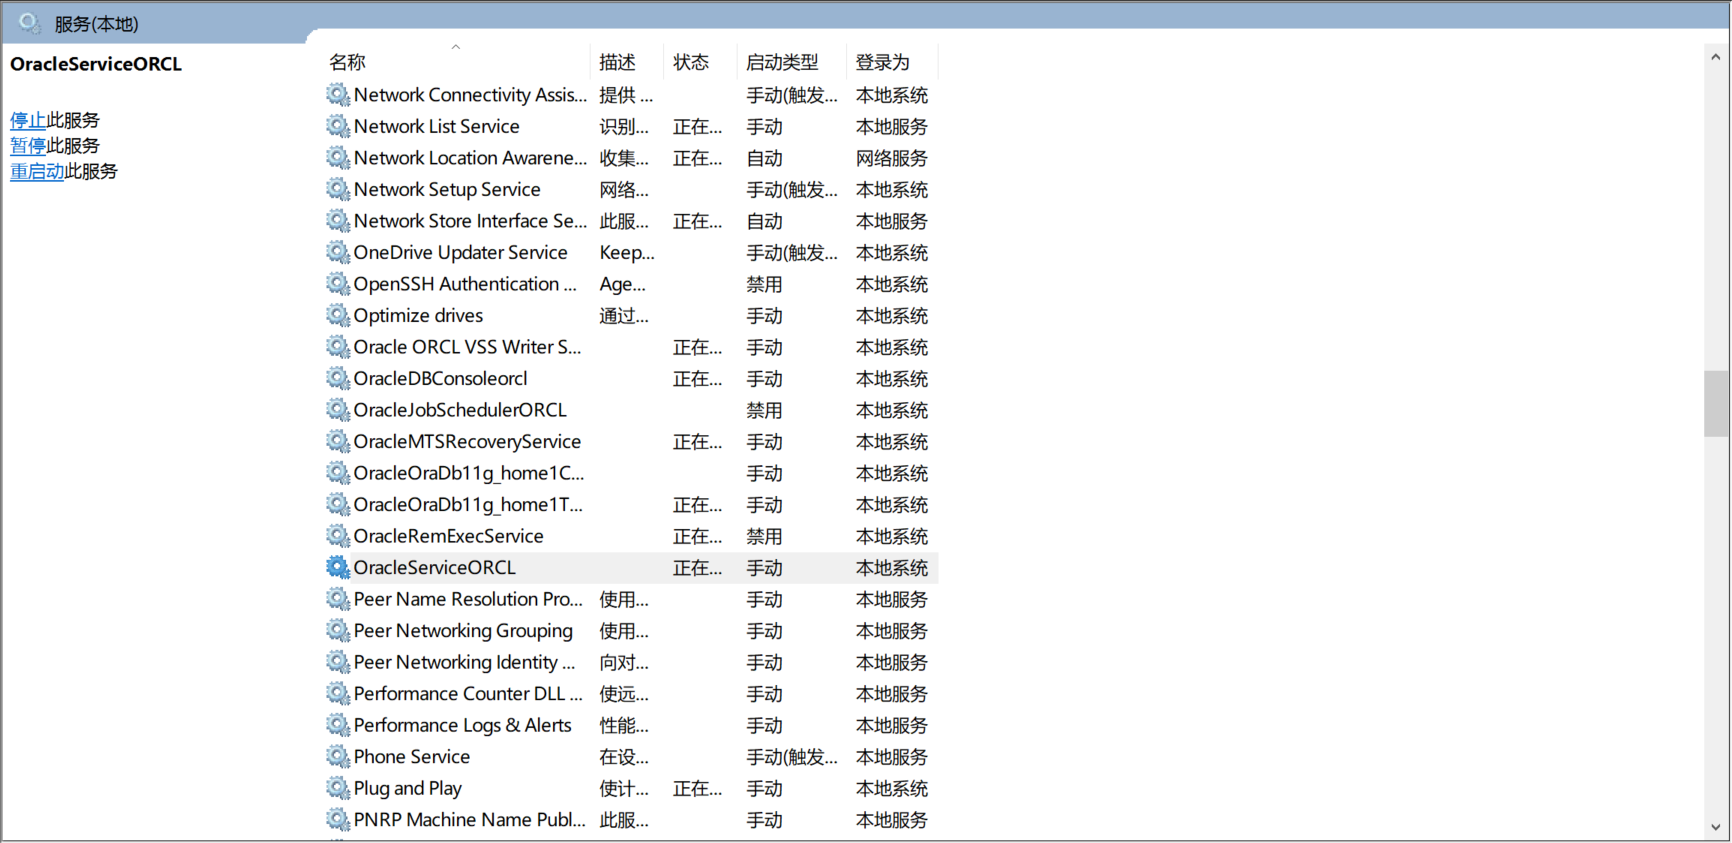 服务(本地)
OracleServiceORCL
停止此服务
暂停此服务
重启动此服务
名称 描述 状态 启动类型 登录为
Network Connectivity Assis... 提供 ... 手动(触发... 本地系统
Network List Service 识别... 正在... 手动 本地服务
Network Location Awarene... 收集... 正在... 自动 网络服务
Network Setup Service 网络... 手动(触发... 本地系统
Network Store Interface Se... 此服... 正在... 自动 本地服务
OneDrive Updater Service Keep... 手动(触发... 本地系统
OpenSSH Authentication ... Age... 禁用 本地系统
Optimize drives 通过... 手动 本地系统
Oracle ORCL VSS Writer S... 正在... 手动 本地系统
OracleDBConsoleorcl 正在... 手动 本地系统
OracleJobSchedulerORCL 禁用 本地系统
OracleMTSRecoveryService 正在... 手动 本地系统
OracleOraDb11g_home1C... 手动 本地系统
OracleOraDb11g_home1T... 正在... 手动 本地系统
OracleRemExecService 正在... 禁用 本地系统
OracleServiceORCL 正在... 手动 本地系统
Peer Name Resolution Pro... 使用... 手动 本地服务
Peer Networking Grouping 使用... 手动 本地服务
Peer Networking Identity ... 向对... 手动 本地服务
Performance Counter DLL ... 使远... 手动 本地服务
Performance Logs & Alerts 性能... 手动 本地服务
Phone Service 在设... 手动(触发... 本地服务
Plug and Play 使计... 正在... 手动 本地系统
PNRP Machine Name Publ... 此服... 手动 本地服务